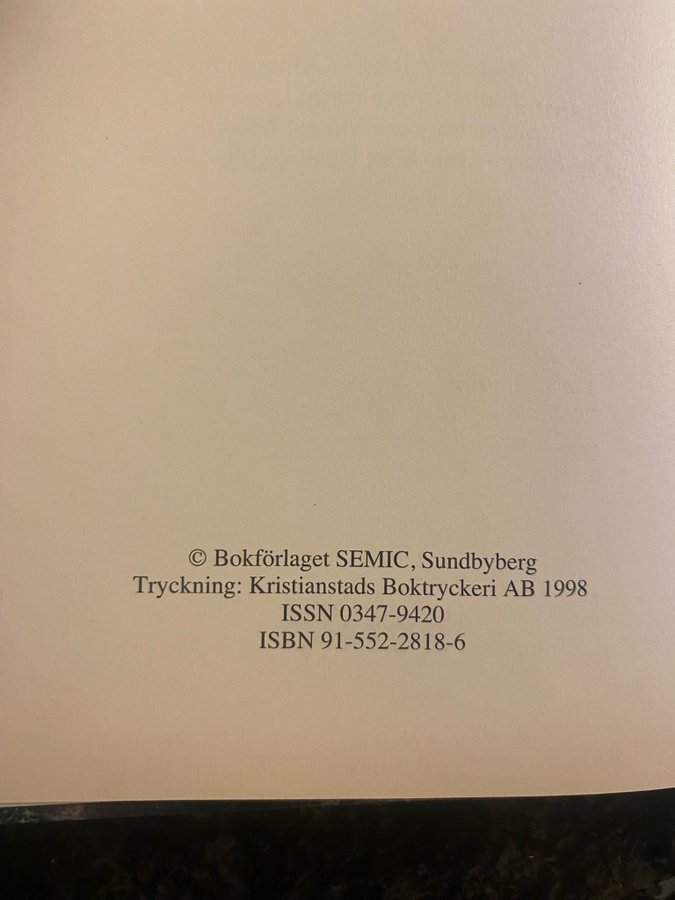 © Bokförlaget SEMIC, Sundbyberg
Tryckning: Kristianstads Boktryckeri AB 1998
ISSN 0347-9420
ISBN 91-552-2818-6